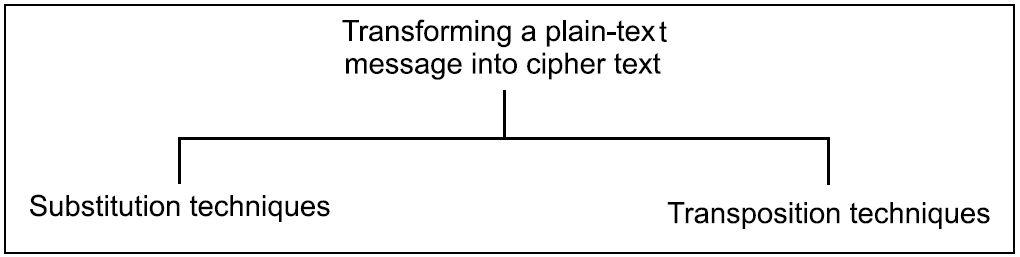 Transforming a plain-text
message into cipher text
Substitution techniques
Transposition techniques